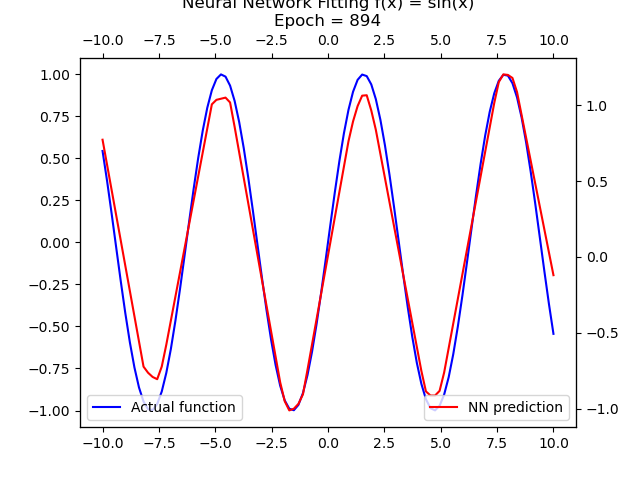 Neural Network Fitting f(x) = sin(x)
Epoch = 894
−10.0 −7.5 −5.0 −2.5 0.0 2.5 5.0 7.5 10.0
1.00
0.75
0.50
0.25
0.00
−0.25
−0.50
−0.75
−1.00
1.0
0.5
0.0
−0.5
−1.0
Actual function
NN prediction
−10.0 −7.5 −5.0 −2.5 0.0 2.5 5.0 7.5 10.0